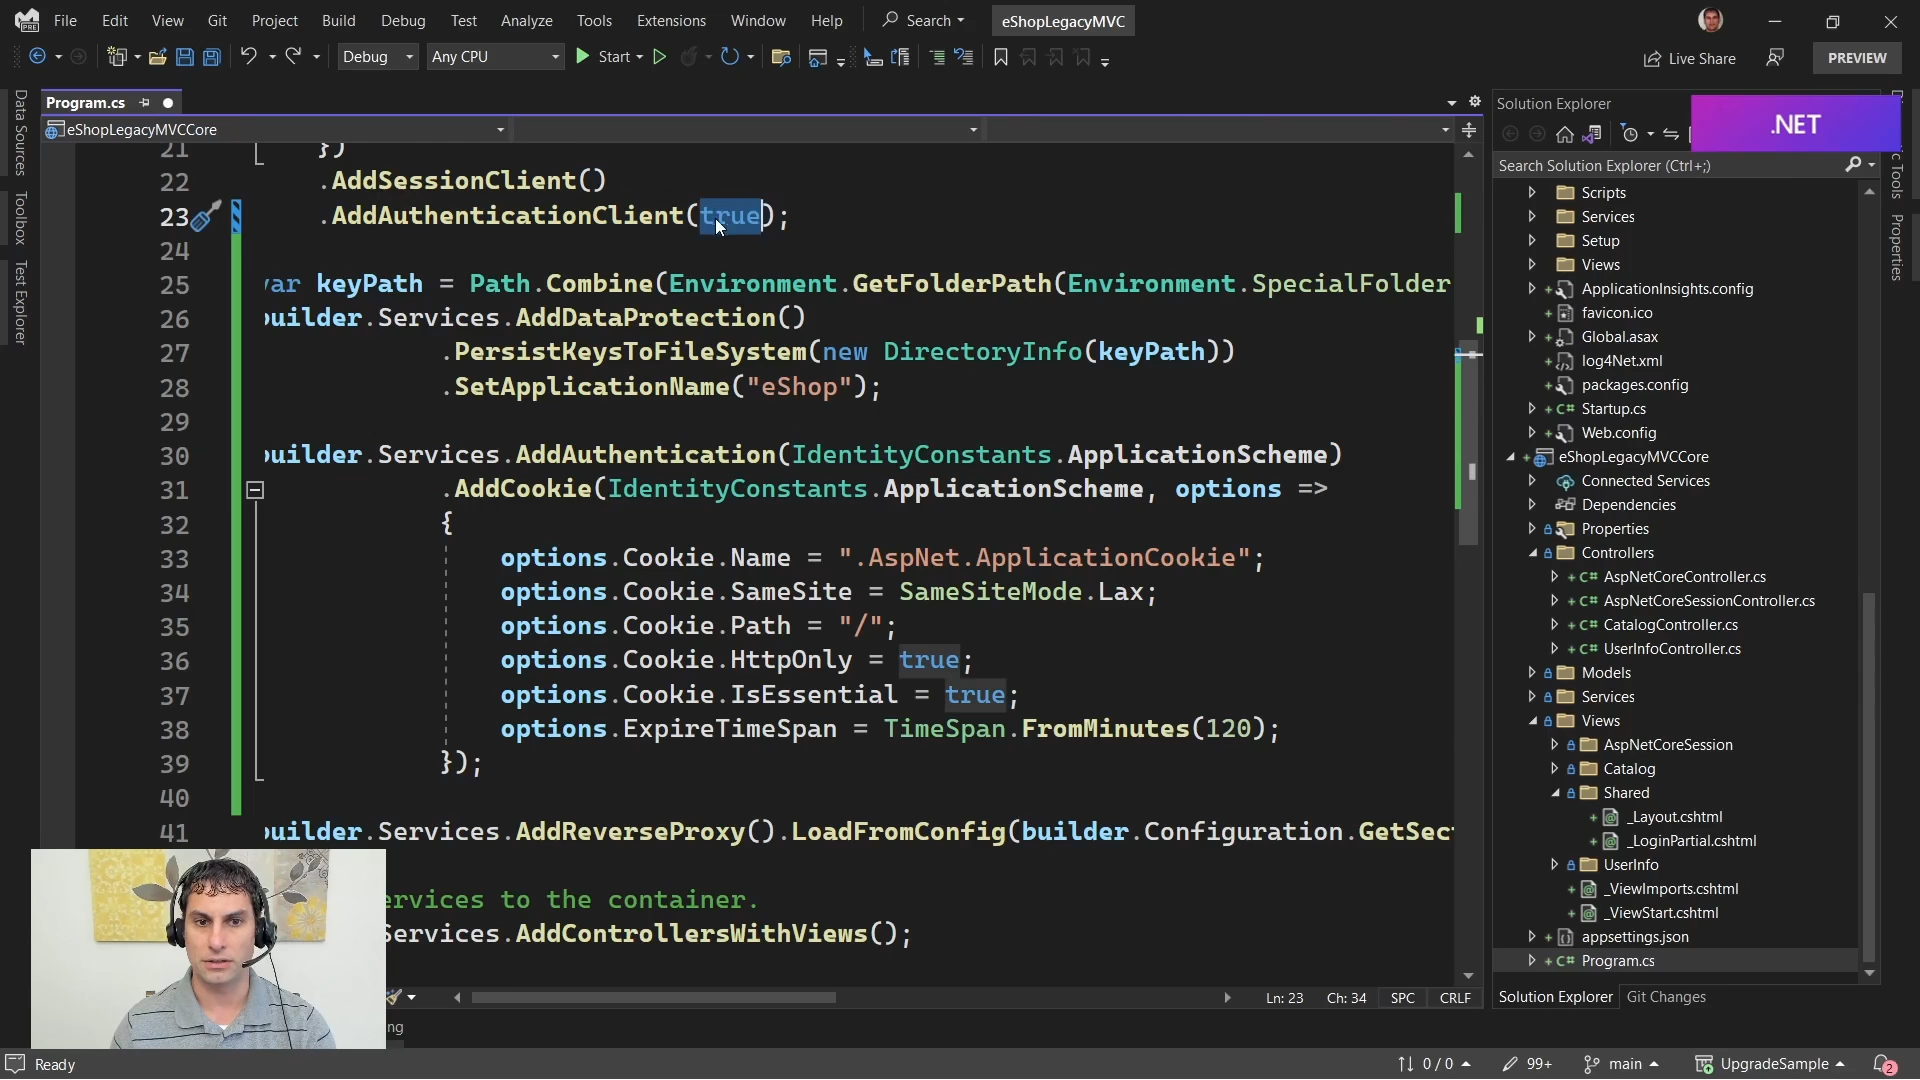 File Edit View Git Project Build Debug Test Analyze Tools Extensions Window Help Search eShopLegacyMVC
Debug Any CPU Start Live Share PREVIEW
Program.cs
eShopLegacyMVCCore
21 })
22 .AddSessionClient()
23 .AddAuthenticationClient(true);
24
25 var keyPath = Path.Combine(Environment.GetFolderPath(Environment.SpecialFolder
26 builder.Services.AddDataProtection()
27 .PersistKeysToFileSystem(new DirectoryInfo(keyPath))
28 .SetApplicationName("eShop");
29
30 builder.Services.AddAuthentication(IdentityConstants.ApplicationScheme)
31 .AddCookie(IdentityConstants.ApplicationScheme, options =>
32 {
33 options.Cookie.Name = ".AspNet.ApplicationCookie";
34 options.Cookie.SameSite = SameSiteMode.Lax;
35 options.Cookie.Path = "/";
36 options.Cookie.HttpOnly = true;
37 options.Cookie.IsEssential = true;
38 options.ExpireTimeSpan = TimeSpan.FromMinutes(120);
39 });
40
41 builder.Services.AddReverseProxy().LoadFromConfig(builder.Configuration.GetSect
ervices to the container.
Services.AddControllersWithViews();
Ln: 23 Ch: 34 SPC CRLF
ng
Data Sources
Toolbox
Test Explorer
Solution Explorer
.NET
Search Solution Explorer (Ctrl+;)
Scripts
Services
Setup
Views
ApplicationInsights.config
favicon.ico
Global.asax
log4Net.xml
packages.config
Startup.cs
Web.config
eShopLegacyMVCCore
Connected Services
Dependencies
Properties
Controllers
AspNetCoreController.cs
AspNetCoreSessionController.cs
CatalogController.cs
UserInfoController.cs
Models
Services
Views
AspNetCoreSession
Catalog
Shared
_Layout.cshtml
_LoginPartial.cshtml
UserInfo
_ViewImports.cshtml
_ViewStart.cshtml
appsettings.json
Program.cs
Solution Explorer Git Changes
c Tools
Properties
Ready 0 / 0 99+ main UpgradeSample 2